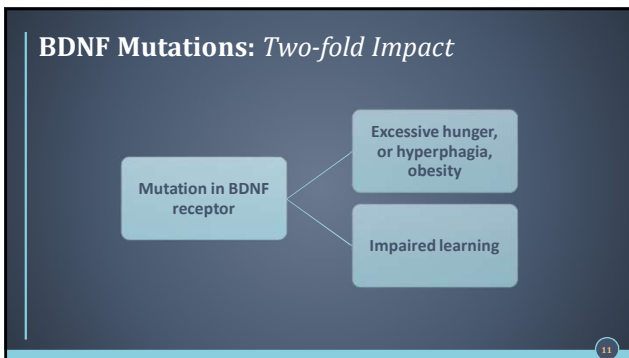 BDNF Mutations: Two-fold Impact
Mutation in BDNF
receptor
Excessive hunger,
or hyperphagia,
obesity
Impaired learning
11